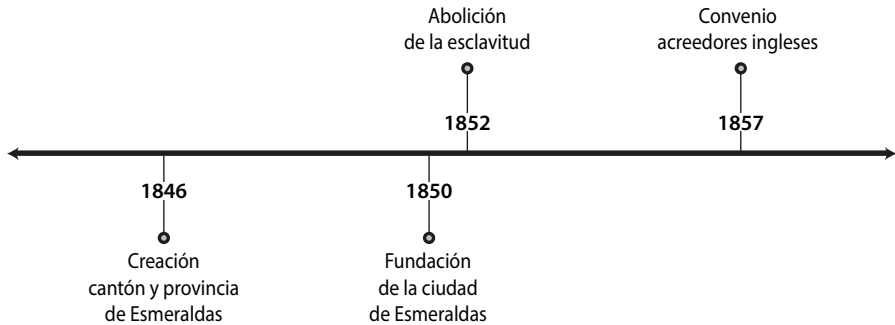 Abolición
de la esclavitud
1852
Convenio
acreedores ingleses
1857
1846
Creación
cantón y provincia
de Esmeraldas
1850
Fundación
de la ciudad
de Esmeraldas